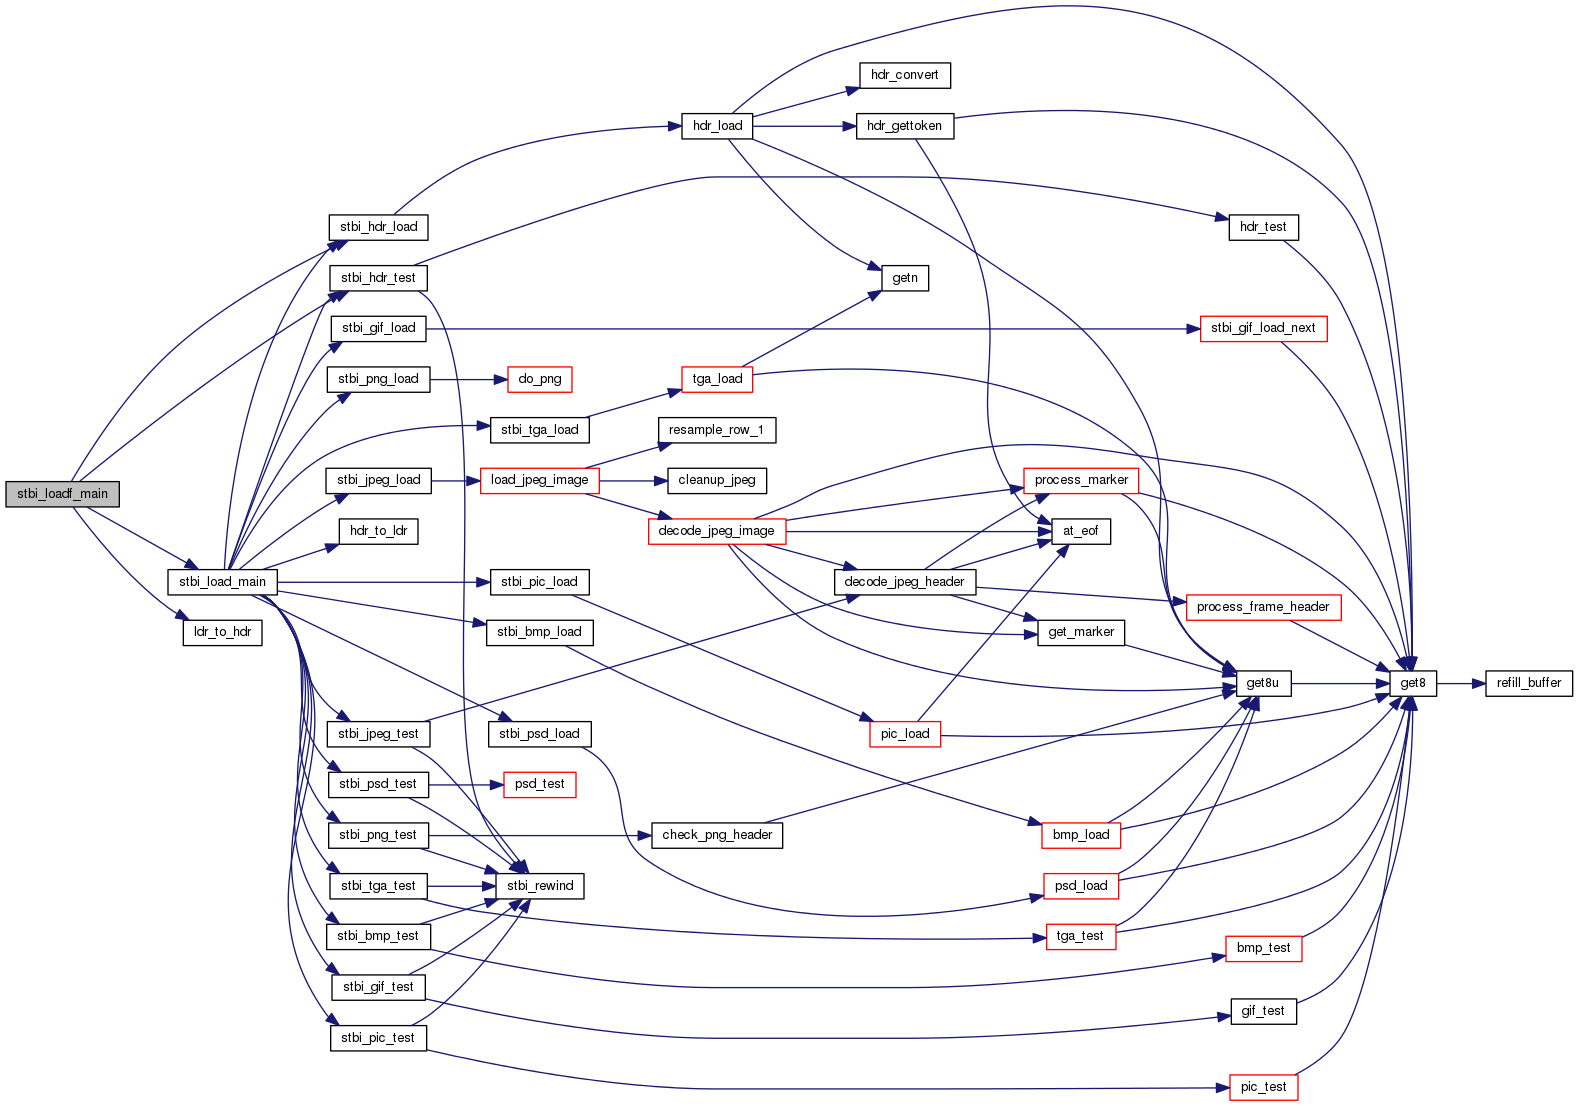 hdr_convert
hdr_load
hdr_gettoken
stbi_hdr_load
hdr_test
stbi_hdr_test
getn
stbi_gif_load
stbi_gif_load_next
stbi_png_load
do_png
tga_load
stbi_tga_load
resample_row_1
stbi_jpeg_load
load_jpeg_image
cleanup_jpeg
process_marker
stbi_loadf_main
hdr_to_ldr
decode_jpeg_image
at_eof
stbi_load_main
stbi_pic_load
decode_jpeg_header
process_frame_header
ldr_to_hdr
stbi_bmp_load
get_marker
get8u
get8
refill_buffer
stbi_jpeg_test
stbi_psd_load
pic_load
stbi_psd_test
psd_test
stbi_png_test
check_png_header
bmp_load
stbi_tga_test
stbi_rewind
psd_load
stbi_bmp_test
tga_test
bmp_test
stbi_gif_test
gif_test
stbi_pic_test
pic_test